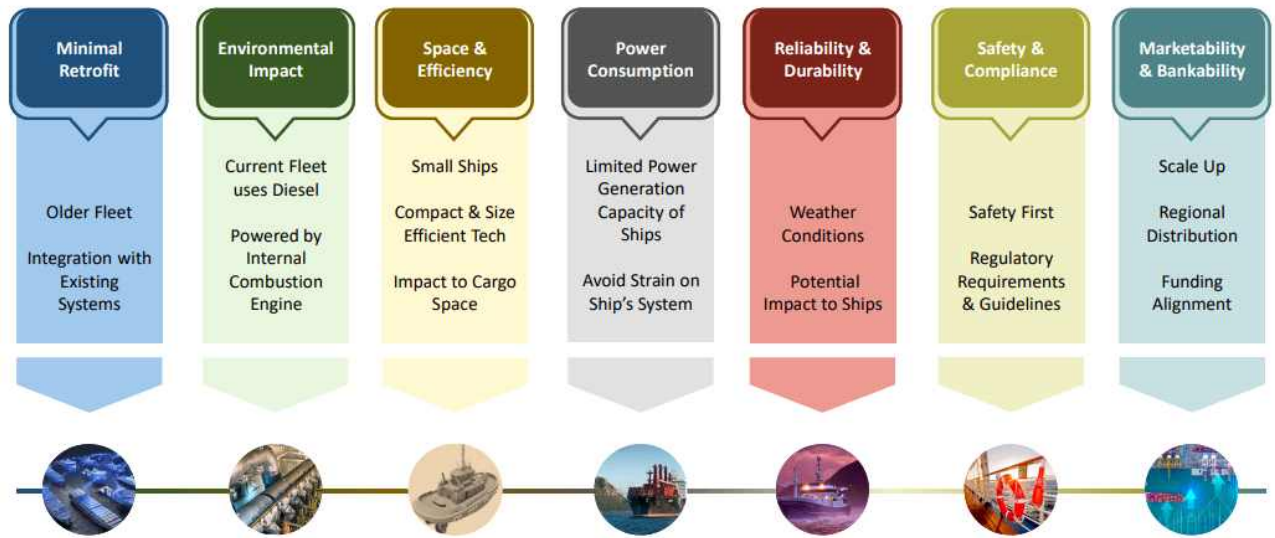 Minimal
Retrofit
Older Fleet
Integration with
Existing
Systems
Environmental
Impact
Current Fleet
uses Diesel
Powered by
Internal
Combustion
Engine
Space &
Efficiency
Small Ships
Compact & Size
Efficient Tech
Impact to Cargo
Space
Power
Consumption
Limited Power
Generation
Capacity of
Ships
Avoid Strain on
Ship's System
Reliability &
Durability
Weather
Conditions
Potential
Impact to Ships
Safety &
Compliance
Safety First
Regulatory
Requirements
& Guidelines
Marketability
& Bankability
Scale Up
Regional
Distribution
Funding
Alignment